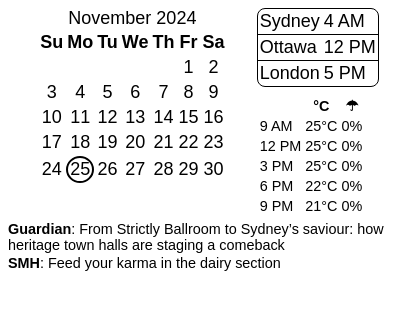 November 2024
Su Mo Tu We Th Fr Sa
1 2
3 4 5 6 7 8 9
10 11 12 13 14 15 16
17 18 19 20 21 22 23
24 25 26 27 28 29 30
Sydney 4 AM
Ottawa 12 PM
London 5 PM
°C ☂
9 AM 25°C 0%
12 PM 25°C 0%
3 PM 25°C 0%
6 PM 22°C 0%
9 PM 21°C 0%
Guardian: From Strictly Ballroom to Sydney’s saviour: how
heritage town halls are staging a comeback
SMH: Feed your karma in the dairy section